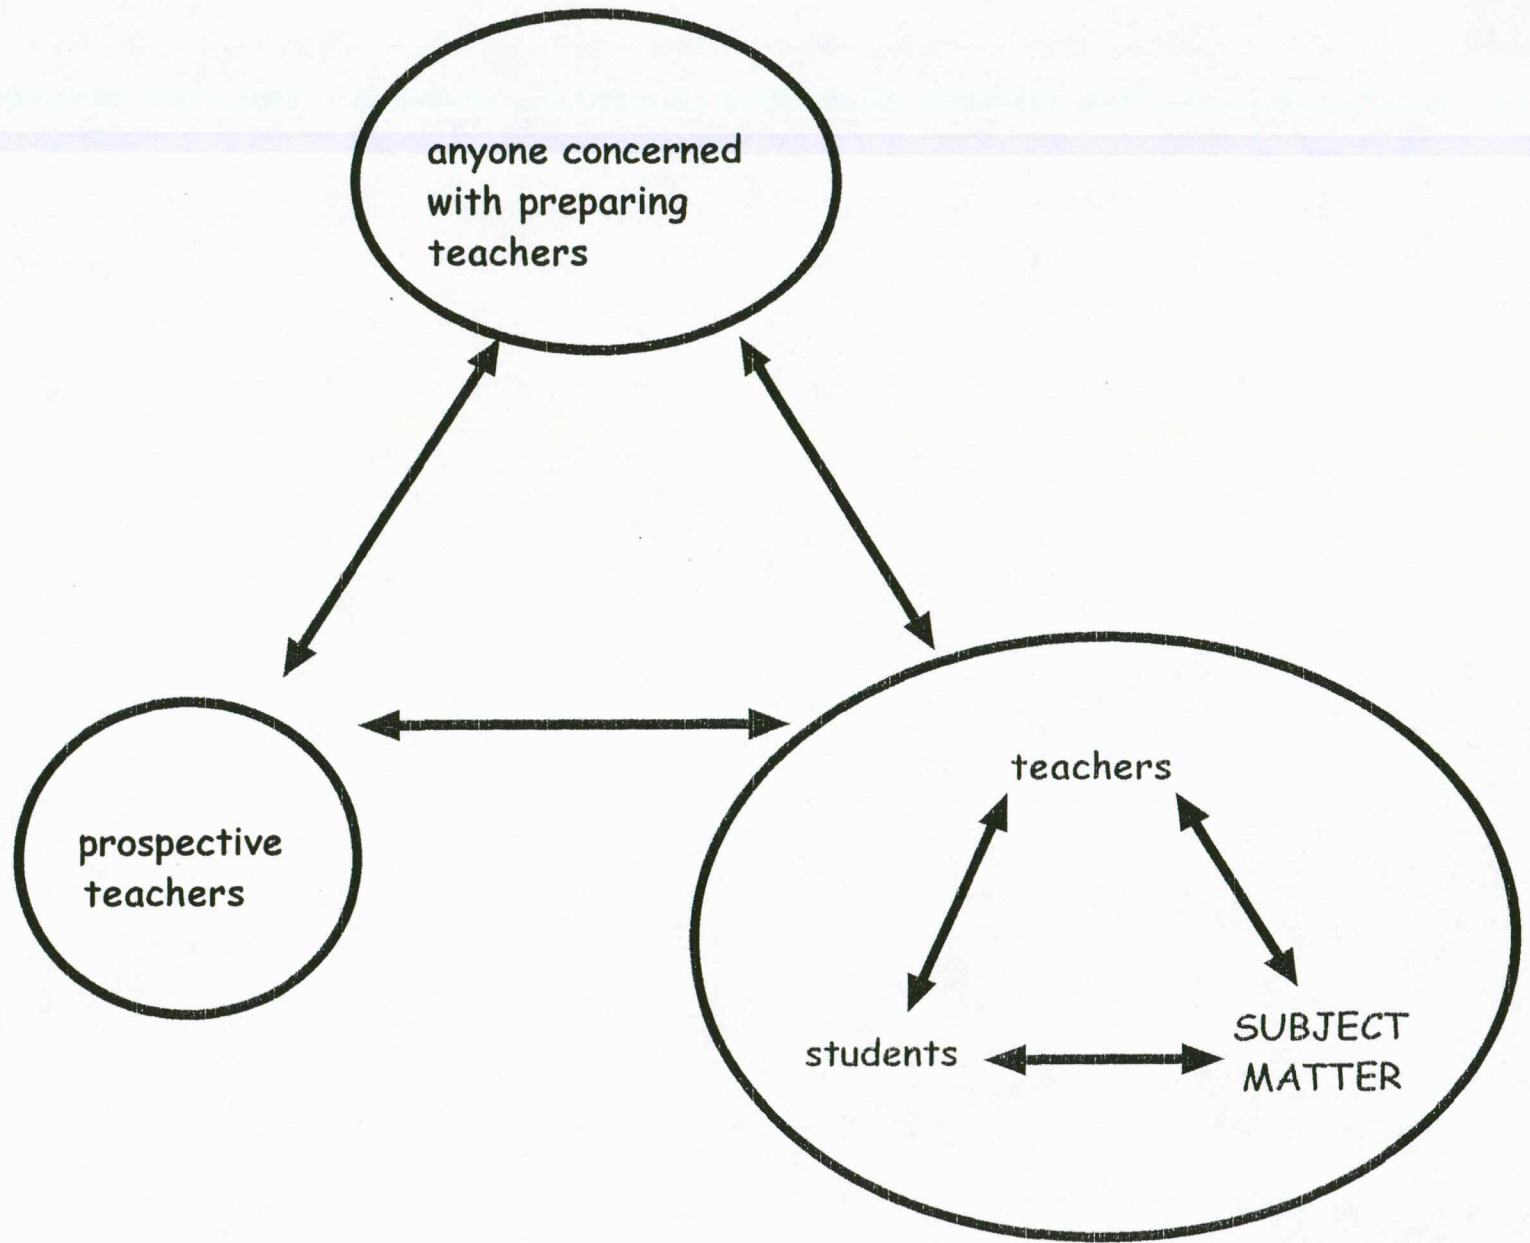 anyone concerned
with preparing
teachers
prospective
teachers
teachers
students
SUBJECT
MATTER